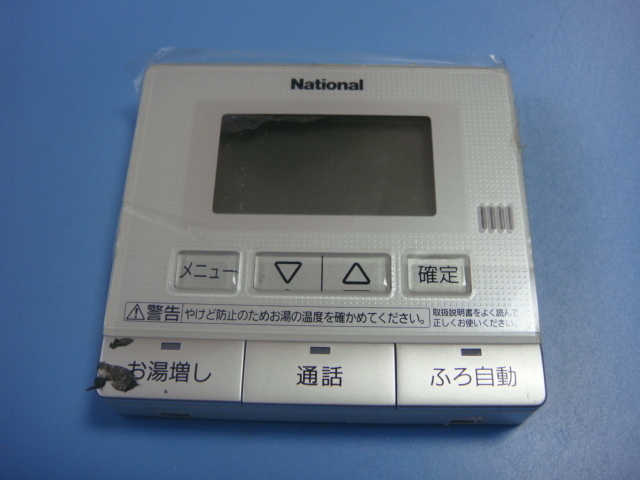 National
メニュー ▽ △ 確定
⚠警告 やけど防止のためお湯の温度を確かめてください。
取扱説明書をよく読んで
正しくお使いください。
お湯増し 通話 ふろ自動